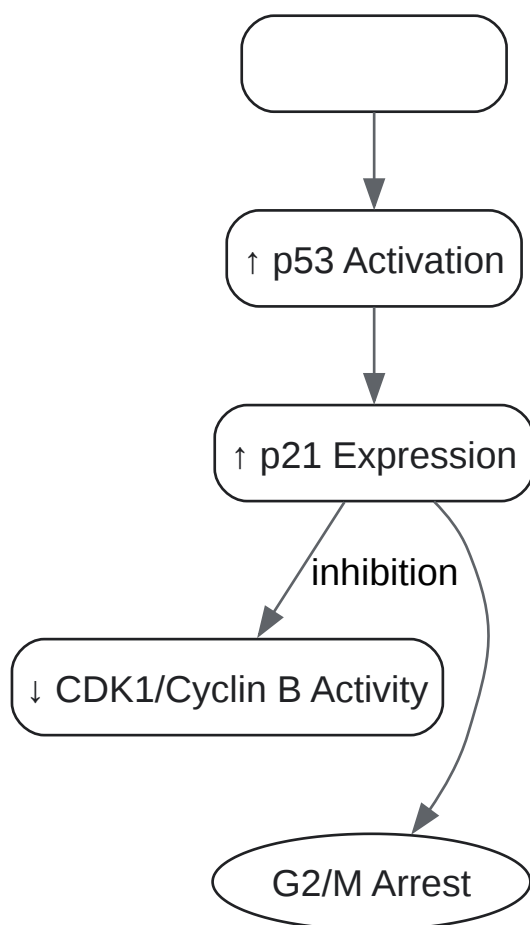 ↑ p53 Activation
↑ p21 Expression
inhibition
↓ CDK1/Cyclin B Activity
G2/M Arrest